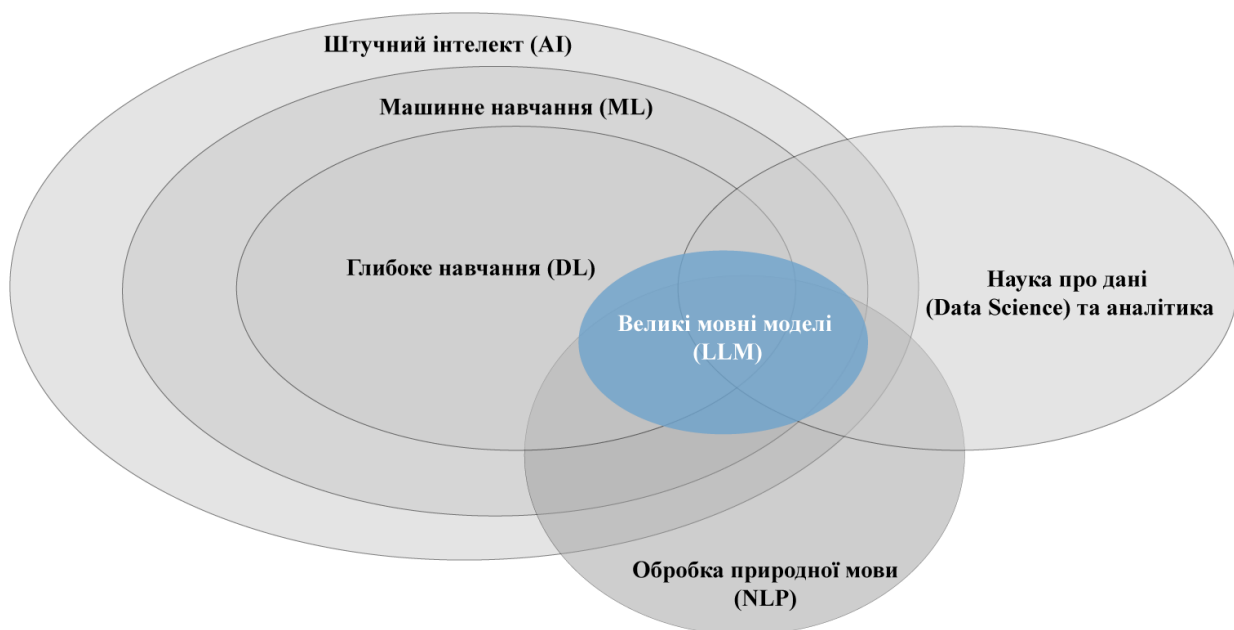 Штучний інтелект (AI)
Машинне навчання (ML)
Глибоке навчання (DL)
Великі мовні моделі
(LLM)
Наука про дані
(Data Science) та аналітика
Обробка природної мови
(NLP)